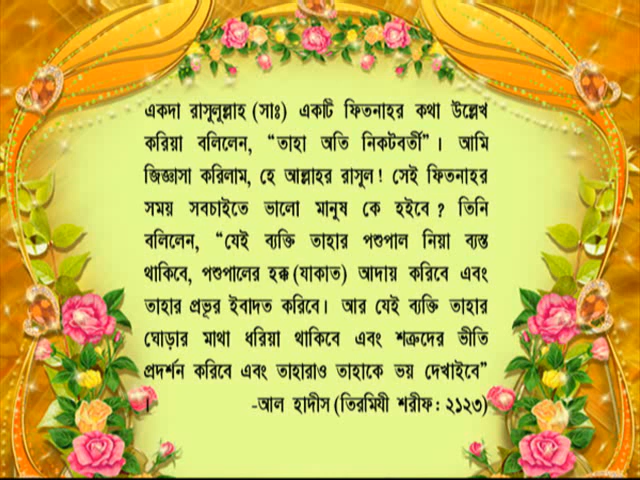 একদা রাসূলুল্লাহ (সাঃ) একটি ফিতনাহর কথা উল্লেখ
করিয়া বলিলেন, “তাহা অতি নিকটবর্তী”। আমি
জিজ্ঞাসা করিলাম, হে আল্লাহর রাসূল! সেই ফিতনাহর
সময় সবচাইতে ভালো মানুষ কে হইবে? তিনি
বলিলেন, “যেই ব্যক্তি তাহার পশুপাল নিয়া ব্যস্ত
থাকিবে, পশুপালের হক্ক (যাকাত) আদায় করিবে এবং
তাহার প্রভূর ইবাদত করিবে। আর যেই ব্যক্তি তাহার
ঘোড়ার মাথা ধরিয়া থাকিবে এবং শত্রুদের ভীতি
প্রদর্শন করিবে এবং তাহারাও তাহাকে ভয় দেখাইবে”
। -আল হাদীস (তিরমিযী শরীফ: ২১২৩)